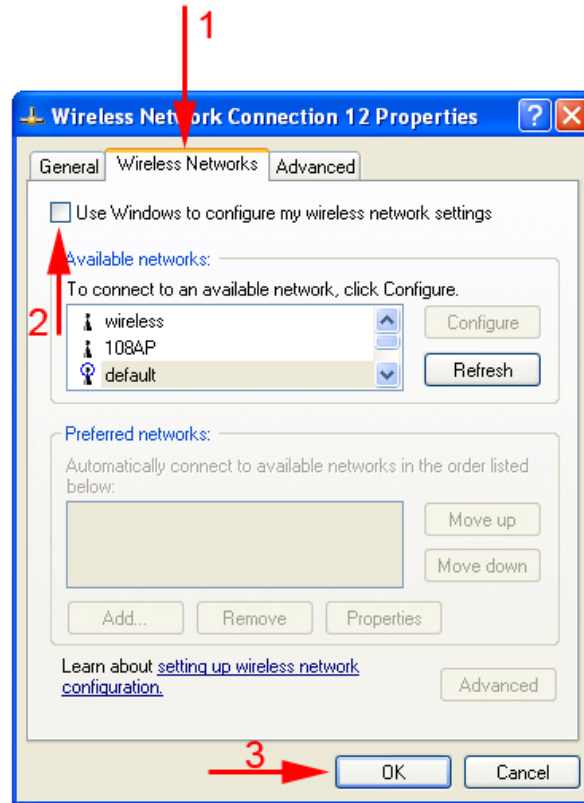 1
Wireless Network Connection 12 Properties
General Wireless Networks Advanced
Use Windows to configure my wireless network settings
2
Available networks:
To connect to an available network, click Configure.
wireless
108AP
default
Configure
Refresh
Preferred networks:
Automatically connect to available networks in the order listed
below:
Move up
Move down
Add... Remove Properties
Learn about setting up wireless network
configuration.
Advanced
3
OK Cancel